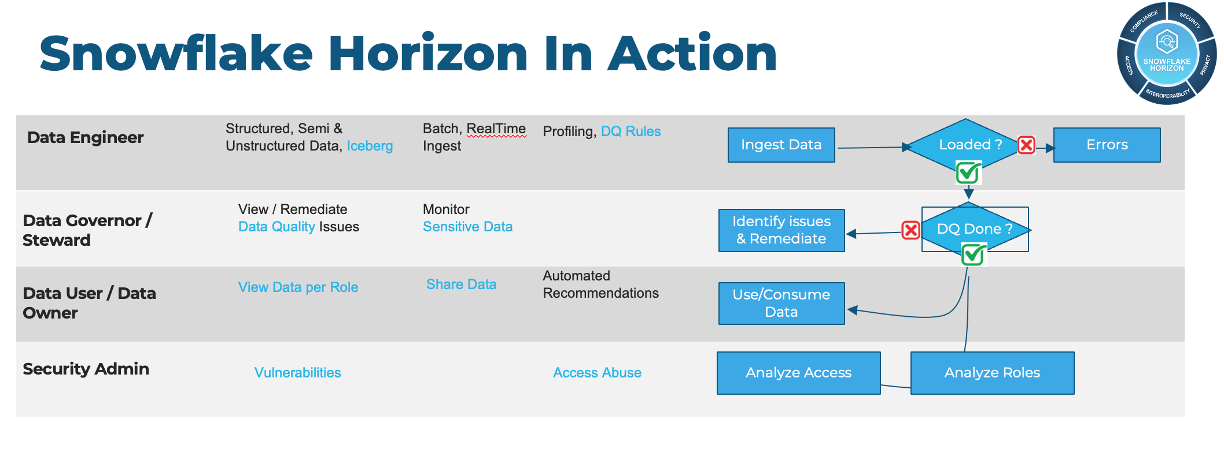 Snowflake Horizon In Action
COMPLIANCE
SECURITY
ACCESS
PRIVACY
INTEROPERABILITY
SNOWFLAKE
HORIZON
Data Engineer
Structured, Semi &
Unstructured Data, Iceberg
Batch, RealTime
Ingest
Profiling, DQ Rules
Ingest Data
Loaded ?
Errors
Data Governor /
Steward
View / Remediate
Data Quality Issues
Monitor
Sensitive Data
Identify issues
& Remediate
DQ Done ?
Data User / Data
Owner
View Data per Role
Share Data
Automated
Recommendations
Use/Consume
Data
Security Admin
Vulnerabilities
Access Abuse
Analyze Access
Analyze Roles